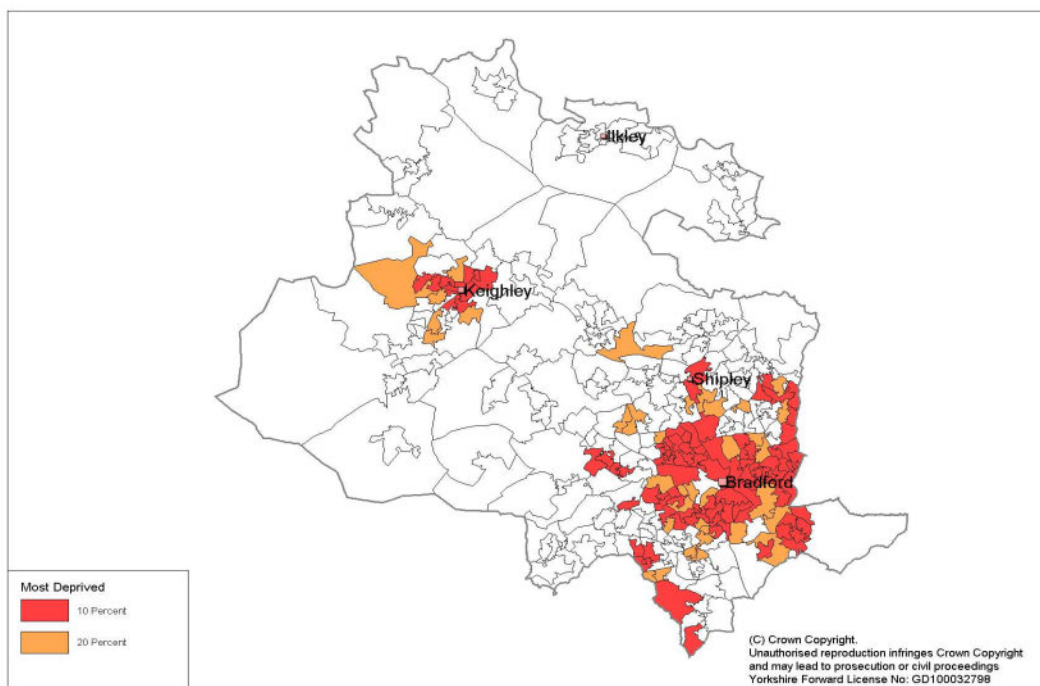 Ilkley
Keighley
Shipley
Bradford
Most Deprived
10 Percent
20 Percent
(C) Crown Copyright.
Unauthorised reproduction infringes Crown Copyright
and may lead to prosecution or civil proceedings
Yorkshire Forward License No: GD100032798